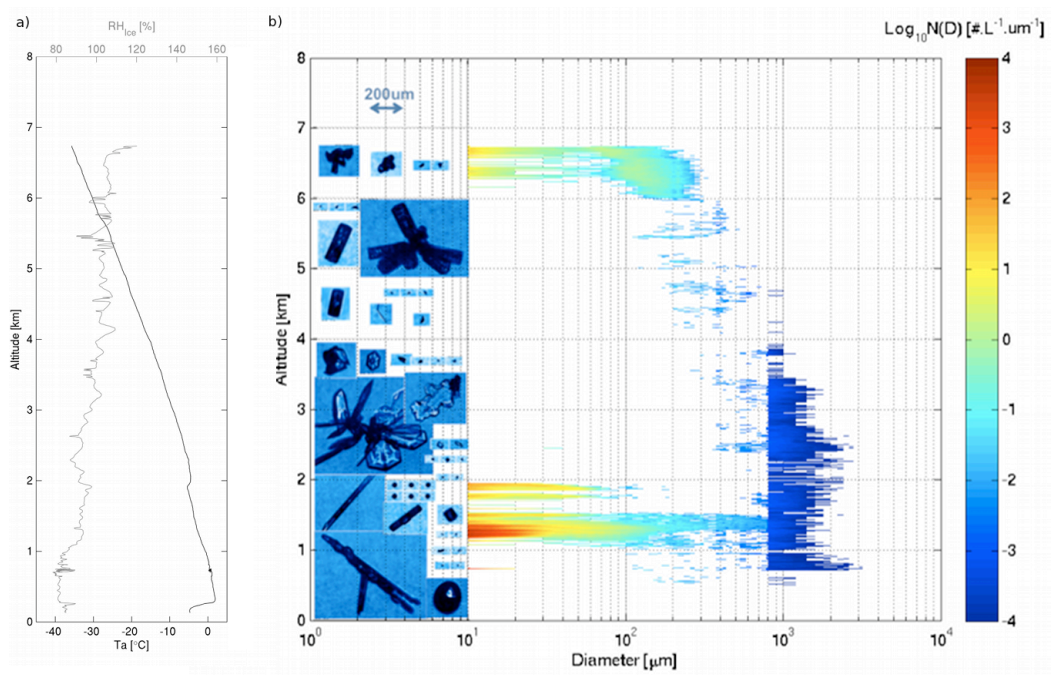 a)
RH_Ice [%]
80 100 120 140 160
8
7
6
5
4
3
2
1
0
Altitude [km]
-40 -30 -20 -10 0
Ta [°C]
b)
Log10N(D) [#.L^-1.um^-1]
200um
8
7
6
5
4
3
2
1
0
Altitude [km]
10^0 10^1 10^2 10^3 10^4
Diameter [μm]
4
3
2
1
0
-1
-2
-3
-4